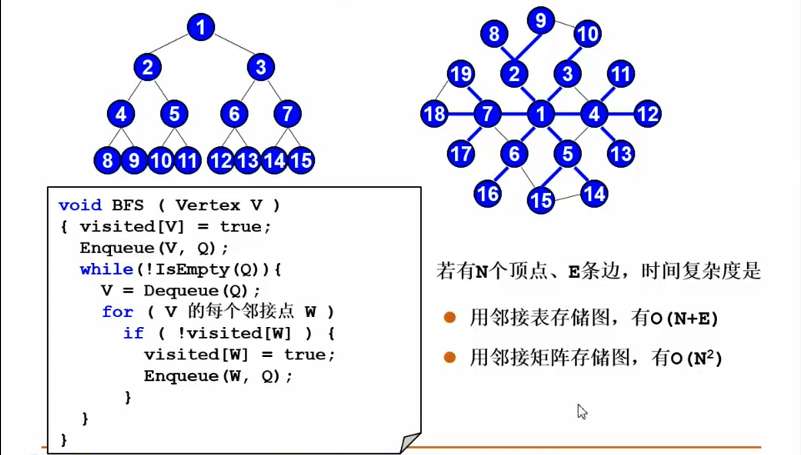 1
2 3
4 5 6 7
8 9 10 11 12 13 14 15
9
8 10
19 2 3 11
18 7 1 4 12
17 6 5 13
16 15 14
void BFS ( Vertex V )
{ visited[V] = true;
Enqueue(V, Q);
while(!IsEmpty(Q)){
V = Dequeue(Q);
for ( V 的每个邻接点 W )
if ( !visited[W] ) {
visited[W] = true;
Enqueue(W, Q);
}
}
}
若有N个顶点、E条边，时间复杂度是
用邻接表存储图，有O(N+E)
用邻接矩阵存储图，有O(N²)